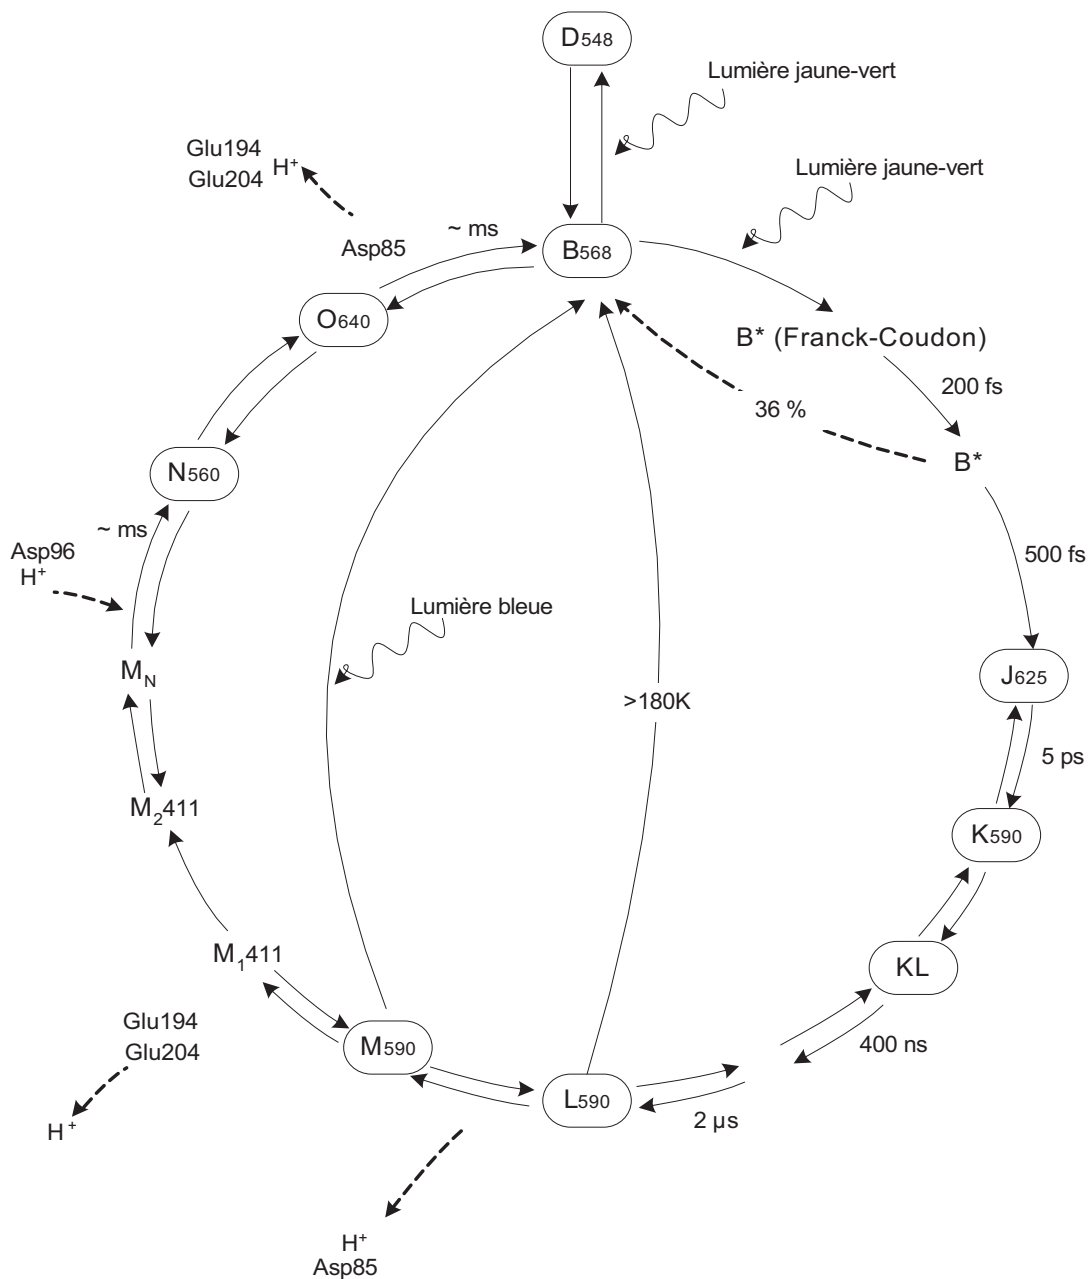 D548
Lumière jaune-vert
Glu194
Glu204
H+
Lumière jaune-vert
Asp85
~ ms
B568
O640
B* (Franck-Coudon)
200 fs
36 %
B*
N560
~ ms
Asp96
H+
500 fs
Lumière bleue
MN
J625
>180K
5 ps
M2411
K590
M1411
KL
Glu194
Glu204
M590
400 ns
L590
2 µs
H+
H+
Asp85